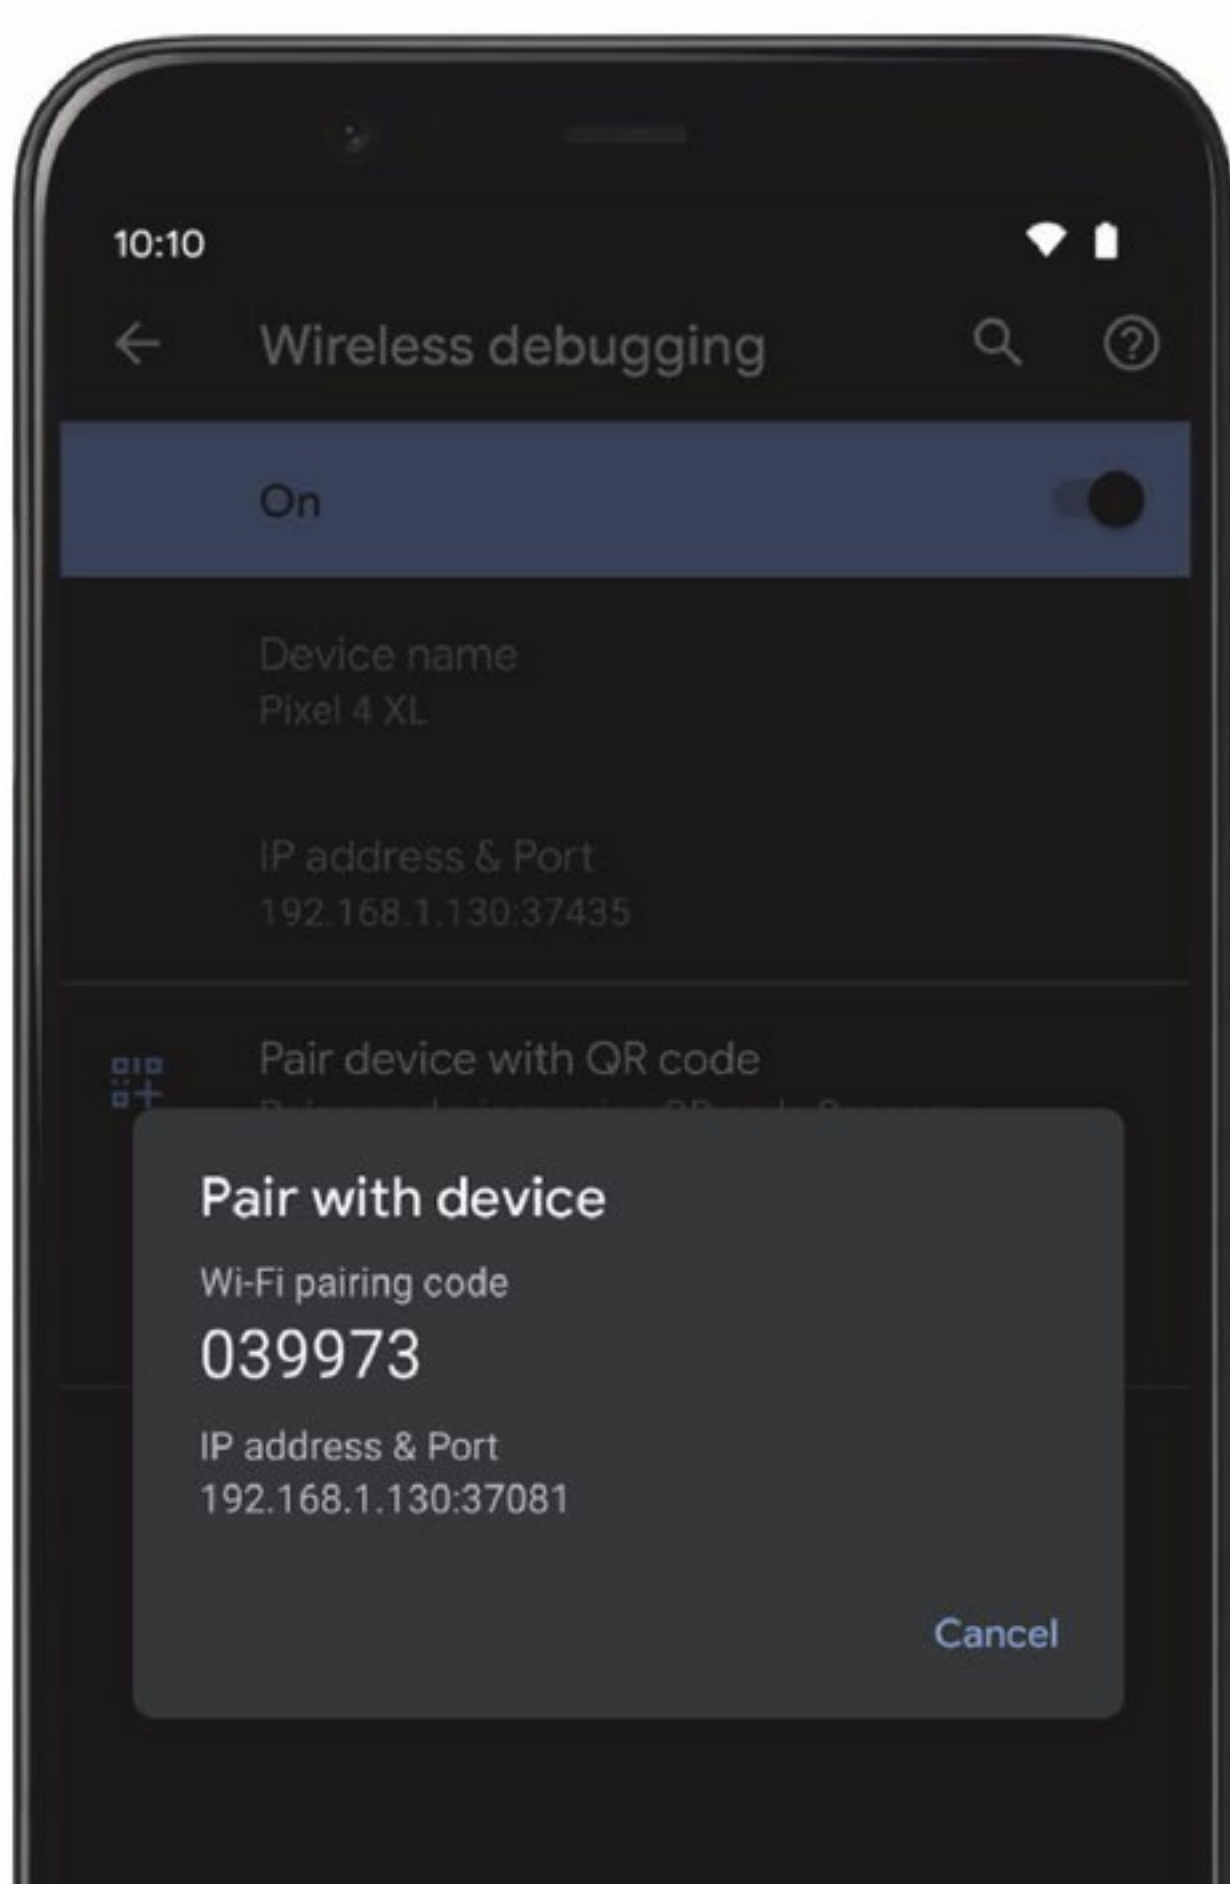 10:10
Wireless debugging
On
Device name
Pixel 4 XL
IP address & Port
192.168.1.130:37435
Pair device with QR code
Pair with device
Wi-Fi pairing code
039973
IP address & Port
192.168.1.130:37081
Cancel